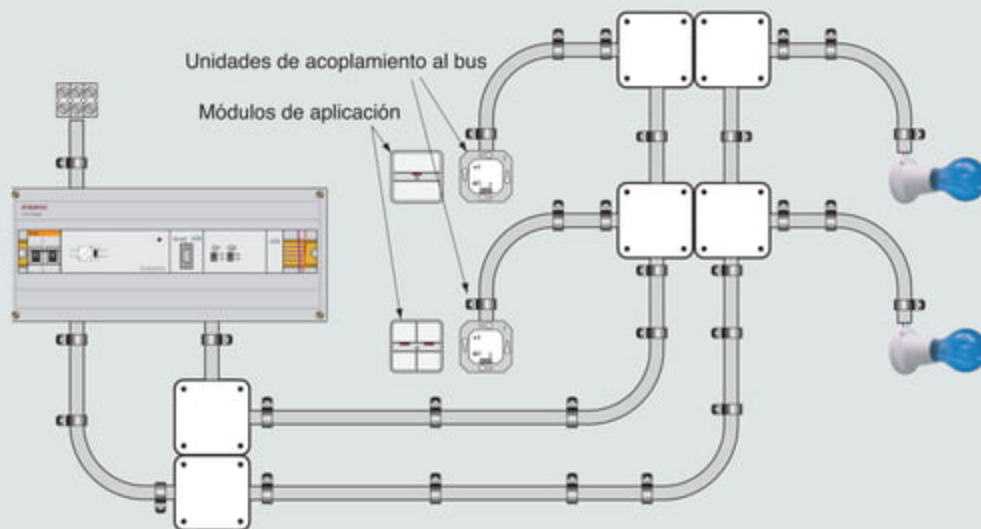 Unidades de acoplamiento al bus
Módulos de aplicación